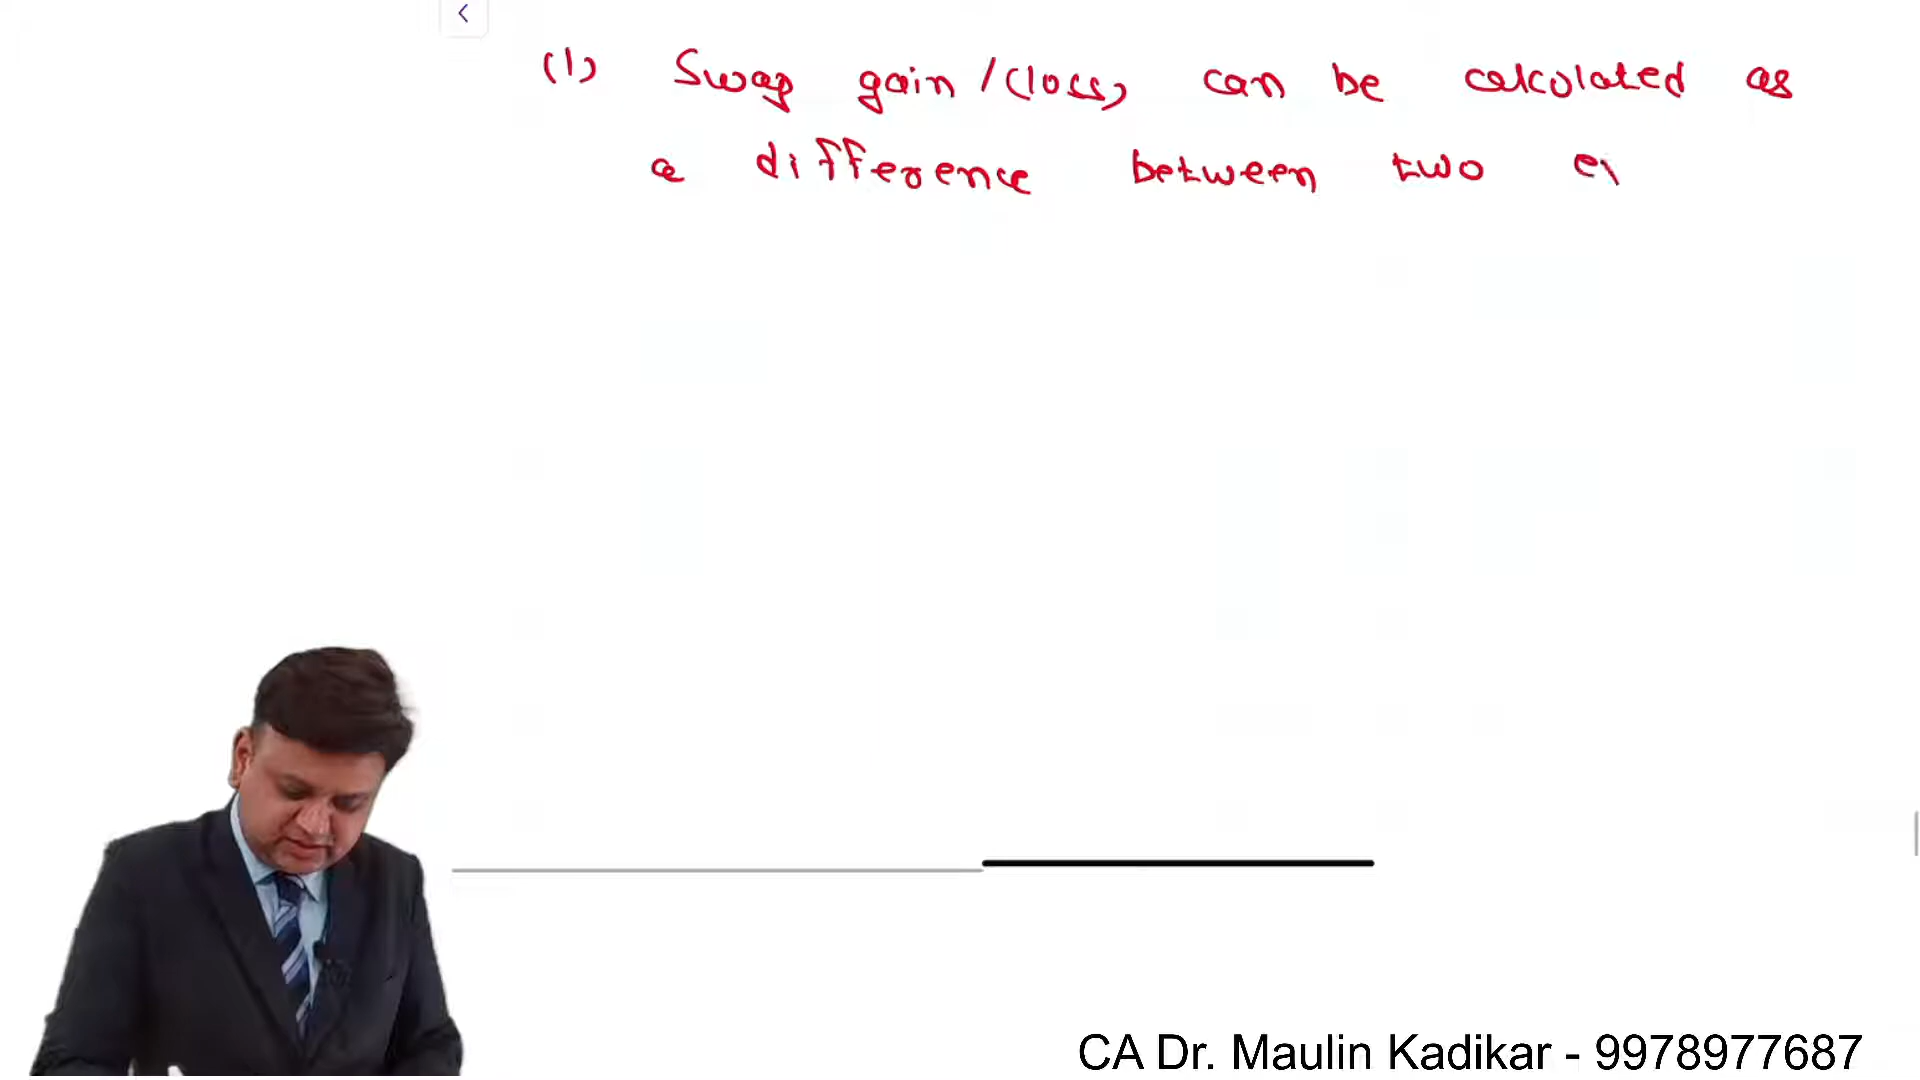 (1) Swap gain/(loss) can be calculated as
a difference between two
CA Dr. Maulin Kadikar - 9978977687